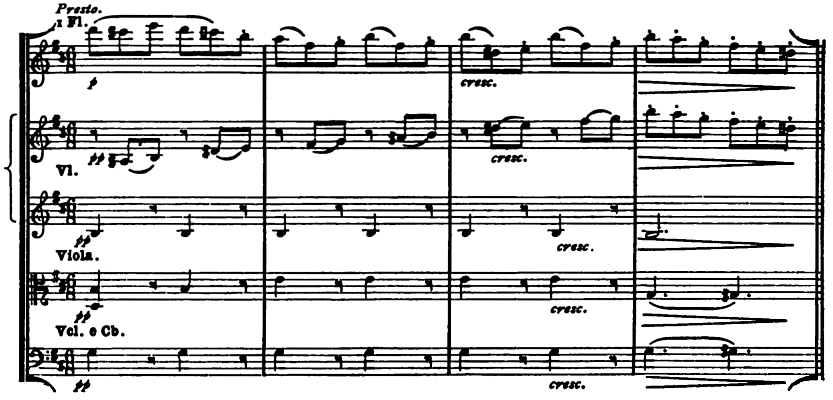 Presto.
1 Fl.
p
cresc.
pp
cresc.
Vl.
pp
cresc.
Viola.
pp
cresc.
Vcl. e Cb.
pp
cresc.